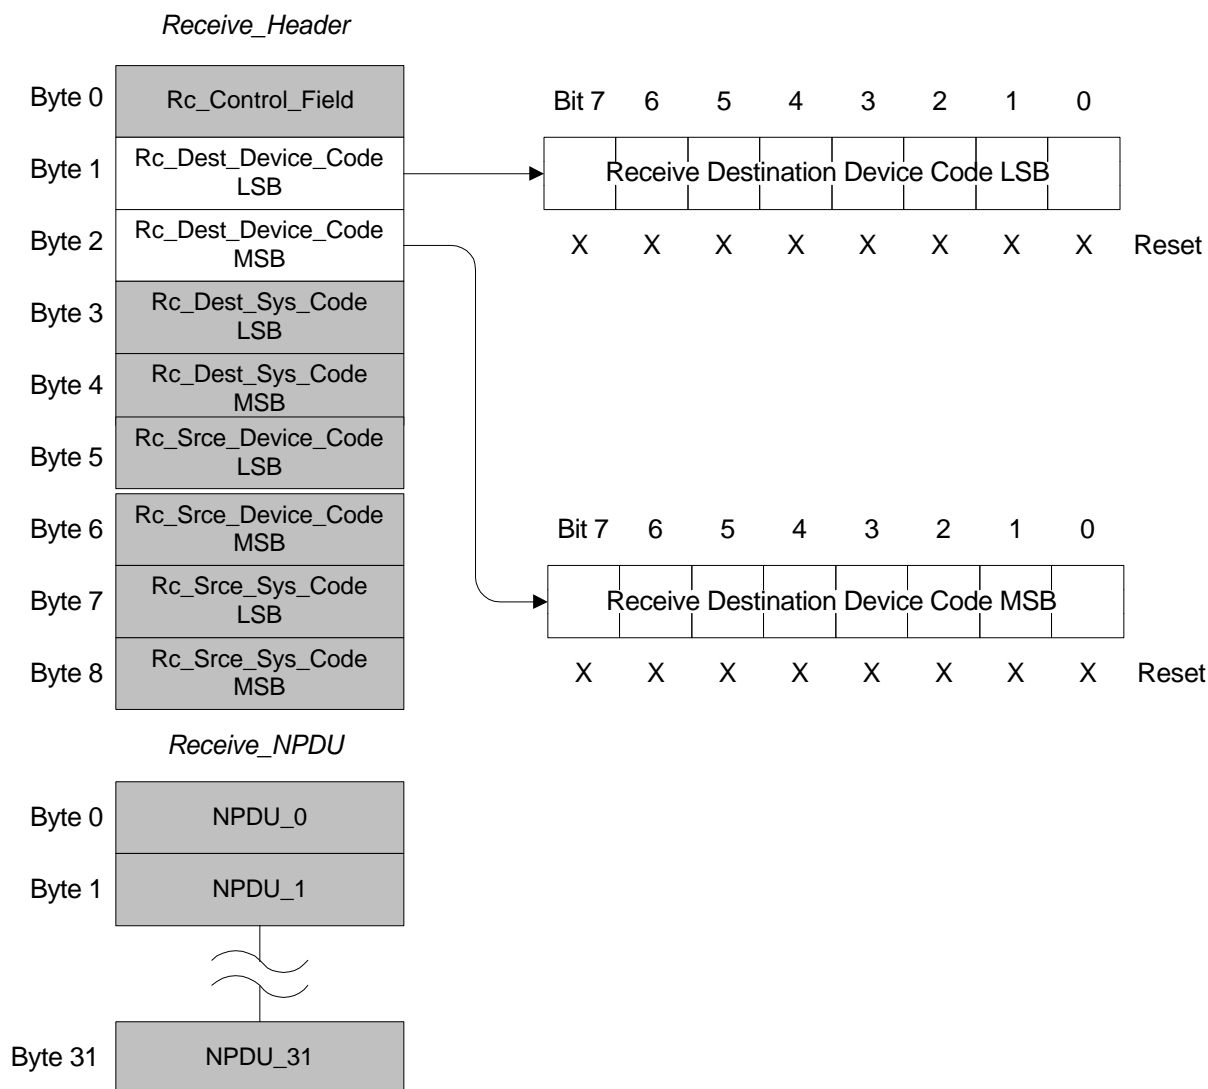 Receive_Header
Byte 0
Rc_Control_Field
Byte 1
Rc_Dest_Device_Code
LSB
Byte 2
Rc_Dest_Device_Code
MSB
Byte 3
Rc_Dest_Sys_Code
LSB
Byte 4
Rc_Dest_Sys_Code
MSB
Byte 5
Rc_Srce_Device_Code
LSB
Byte 6
Rc_Srce_Device_Code
MSB
Byte 7
Rc_Srce_Sys_Code
LSB
Byte 8
Rc_Srce_Sys_Code
MSB
Bit 7 6 5 4 3 2 1 0
Receive Destination Device Code LSB
X X X X X X X X Reset
Bit 7 6 5 4 3 2 1 0
Receive Destination Device Code MSB
X X X X X X X X Reset
Receive_NPDU
Byte 0
NPDU_0
Byte 1
NPDU_1
Byte 31
NPDU_31